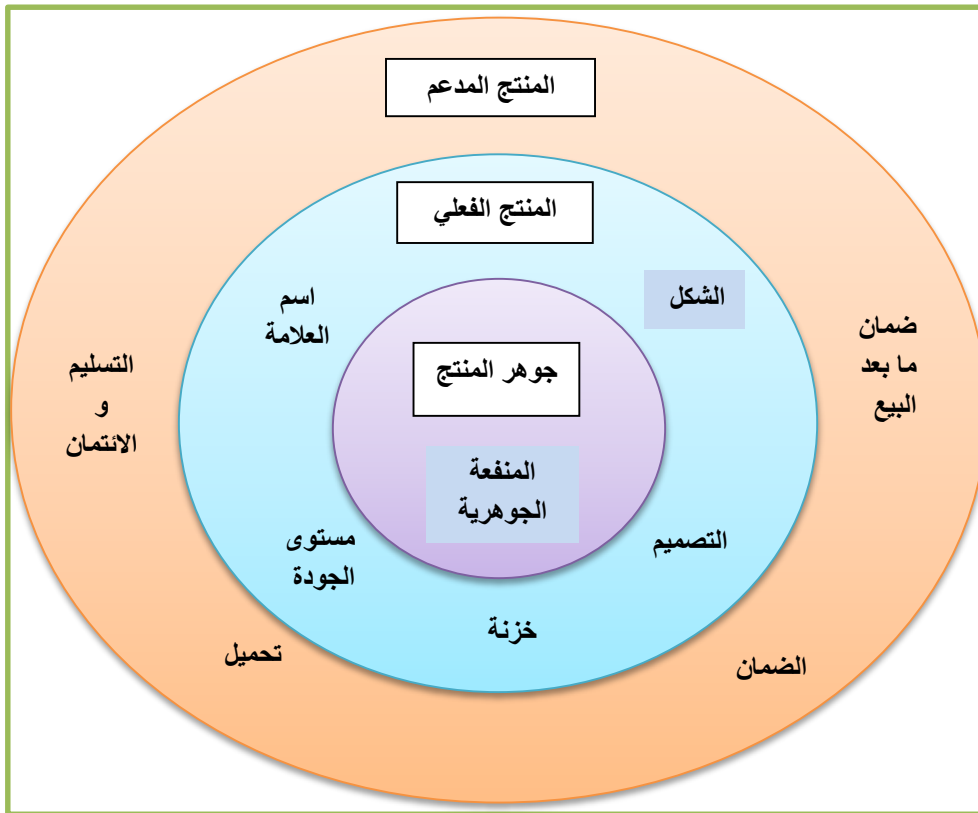 المنتج المدعم
المنتج الفعلي
الشكل
اسم
العلامة
ضمان
ما بعد
البيع
جوهر المنتج
التسليم
و
الائتمان
المنفعة
الجوهرية
التصميم
مستوى
الجودة
خزنة
تحميل
الضمان